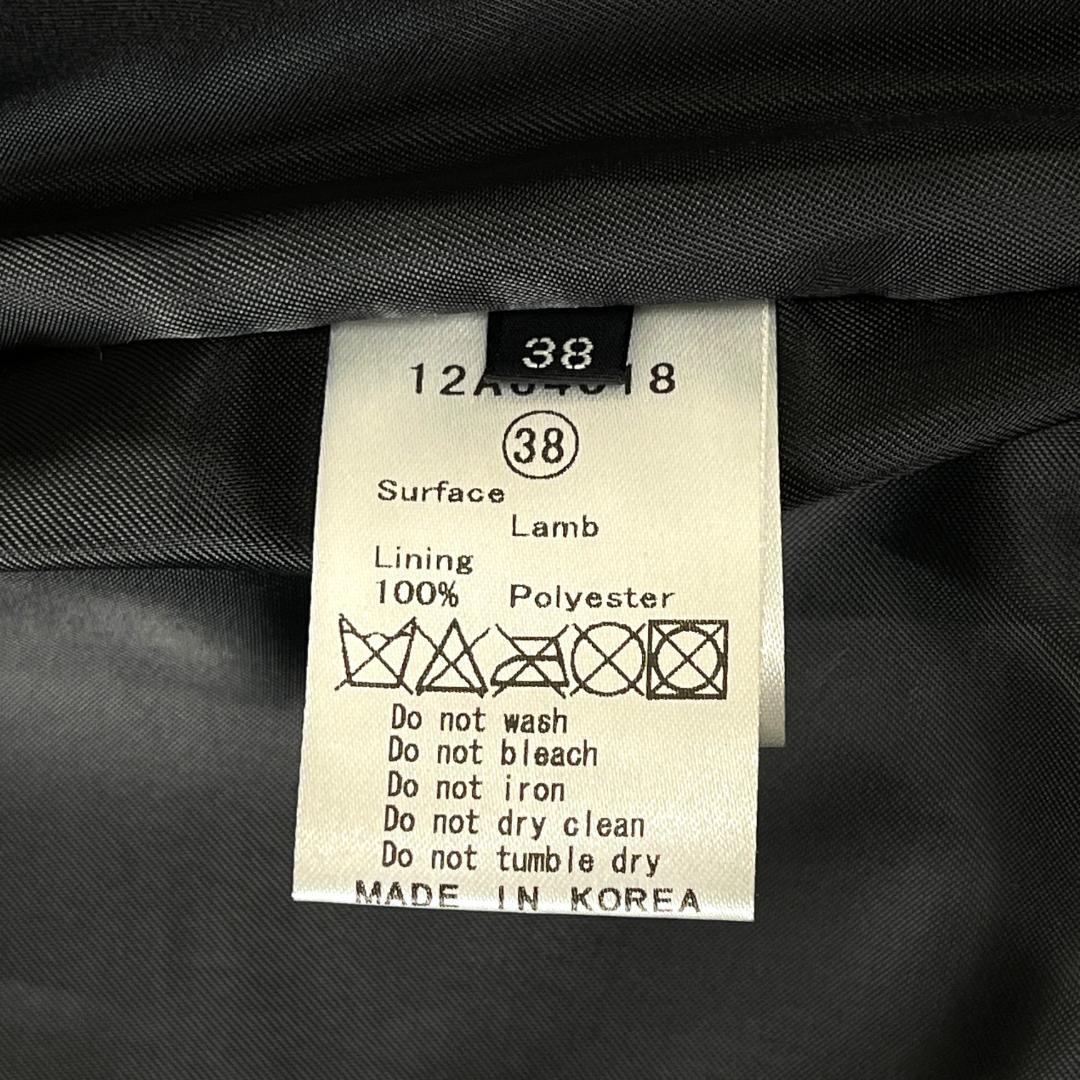 38
38
Surface
Lamb
Lining
100% Polyester
Do not wash
Do not bleach
Do not iron
Do not dry clean
Do not tumble dry
MADE IN KOREA